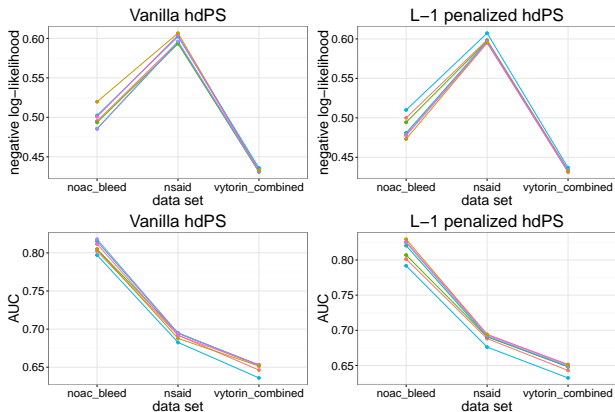 Vanilla hdPS
negative log−likelihood
0.60
0.55
0.50
0.45
noac_bleed nsaid vytorin_combined
data set
L−1 penalized hdPS
negative log−likelihood
0.60
0.55
0.50
0.45
noac_bleed nsaid vytorin_combined
data set
Vanilla hdPS
AUC
0.80
0.75
0.70
0.65
noac_bleed nsaid vytorin_combined
data set
L−1 penalized hdPS
AUC
0.80
0.75
0.70
0.65
noac_bleed nsaid vytorin_combined
data set